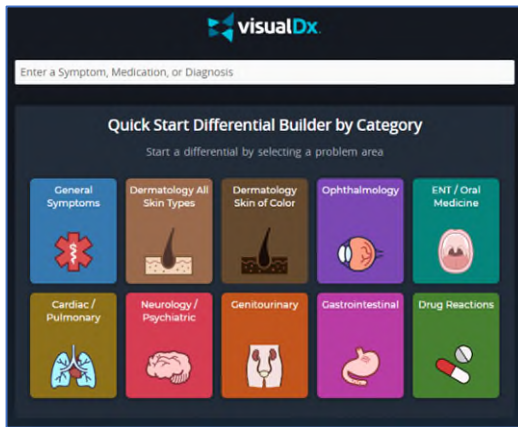 visualDx.
Enter a Symptom, Medication, or Diagnosis
Quick Start Differential Builder by Category
Start a differential by selecting a problem area
General
Symptoms
Dermatology All
Skin Types
Dermatology
Skin of Color
Ophthalmology
ENT / Oral
Medicine
Cardiac /
Pulmonary
Neurology /
Psychiatric
Genitourinary
Gastrointestinal
Drug Reactions